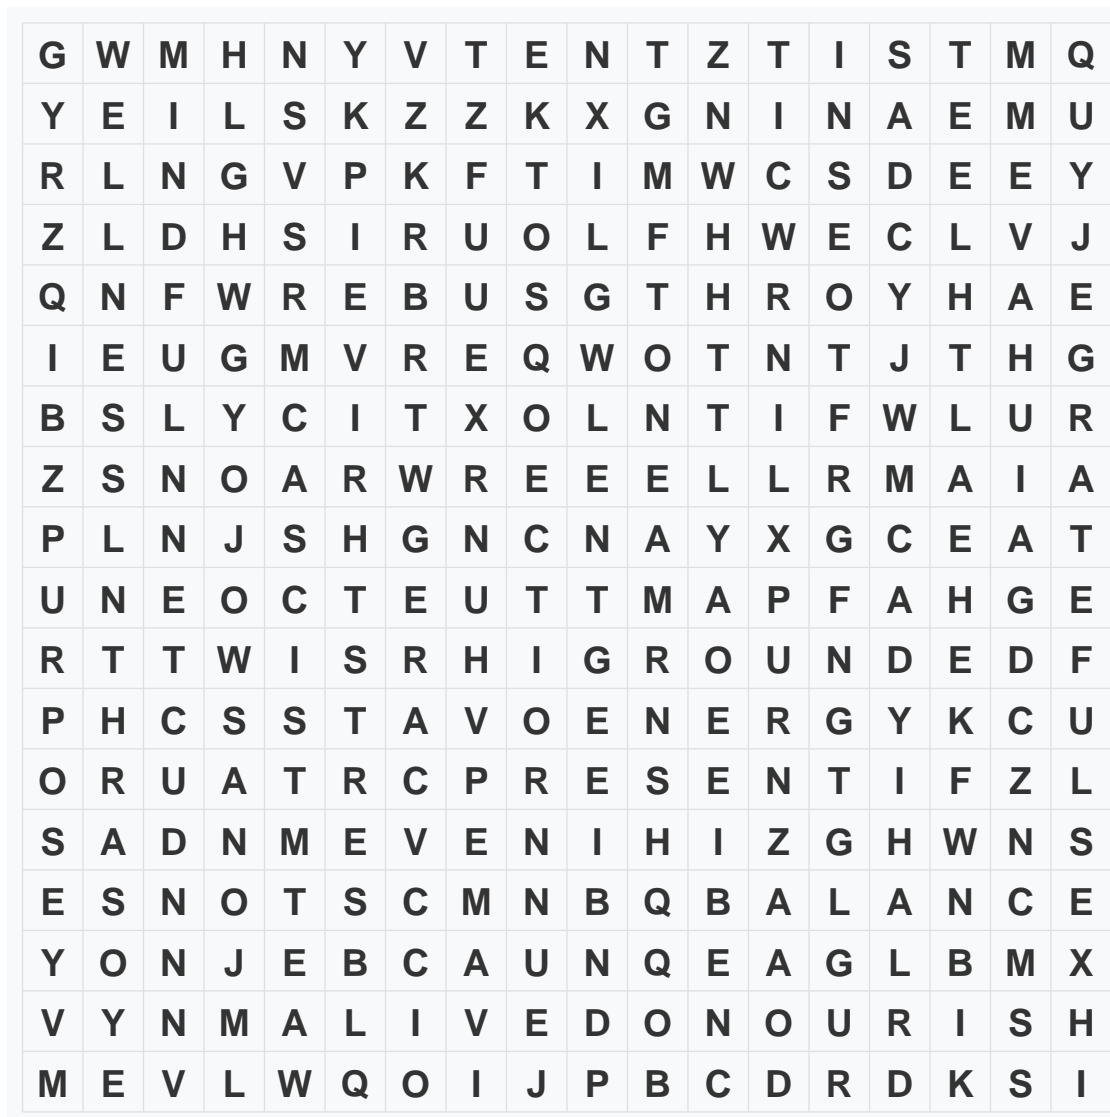 G W M H N Y V T E N T Z T I S T M Q
Y E I L S K Z Z K X G N I N A E M U
R L N G V P K F T I M W C S D E E Y
Z L D H S I R U O L F H W E C L V J
Q N F W R E B U S G T H R O Y H A E
I E U G M V R E Q W O T N T J T H G
B S L Y C I T X O L N T I F W L U R
Z S N O A R W R E E E L L R M A I A
P L N J S H G N C N A Y X G C E A T
U N E O C T E U T T M A P F A H G E
R T T W I S R H I G R O U N D E D F
P H C S S T A V O E N E R G Y K C U
O R U A T R C P R E S E N T I F Z L
S A D N M E V E N I H I Z G H W N S
E S N O T S C M N B Q B A L A N C E
Y O N J E B C A U N Q E A G L B M X
V Y N M A L I V E D O N O U R I S H
M E V L W Q O I J P B C D R D K S I